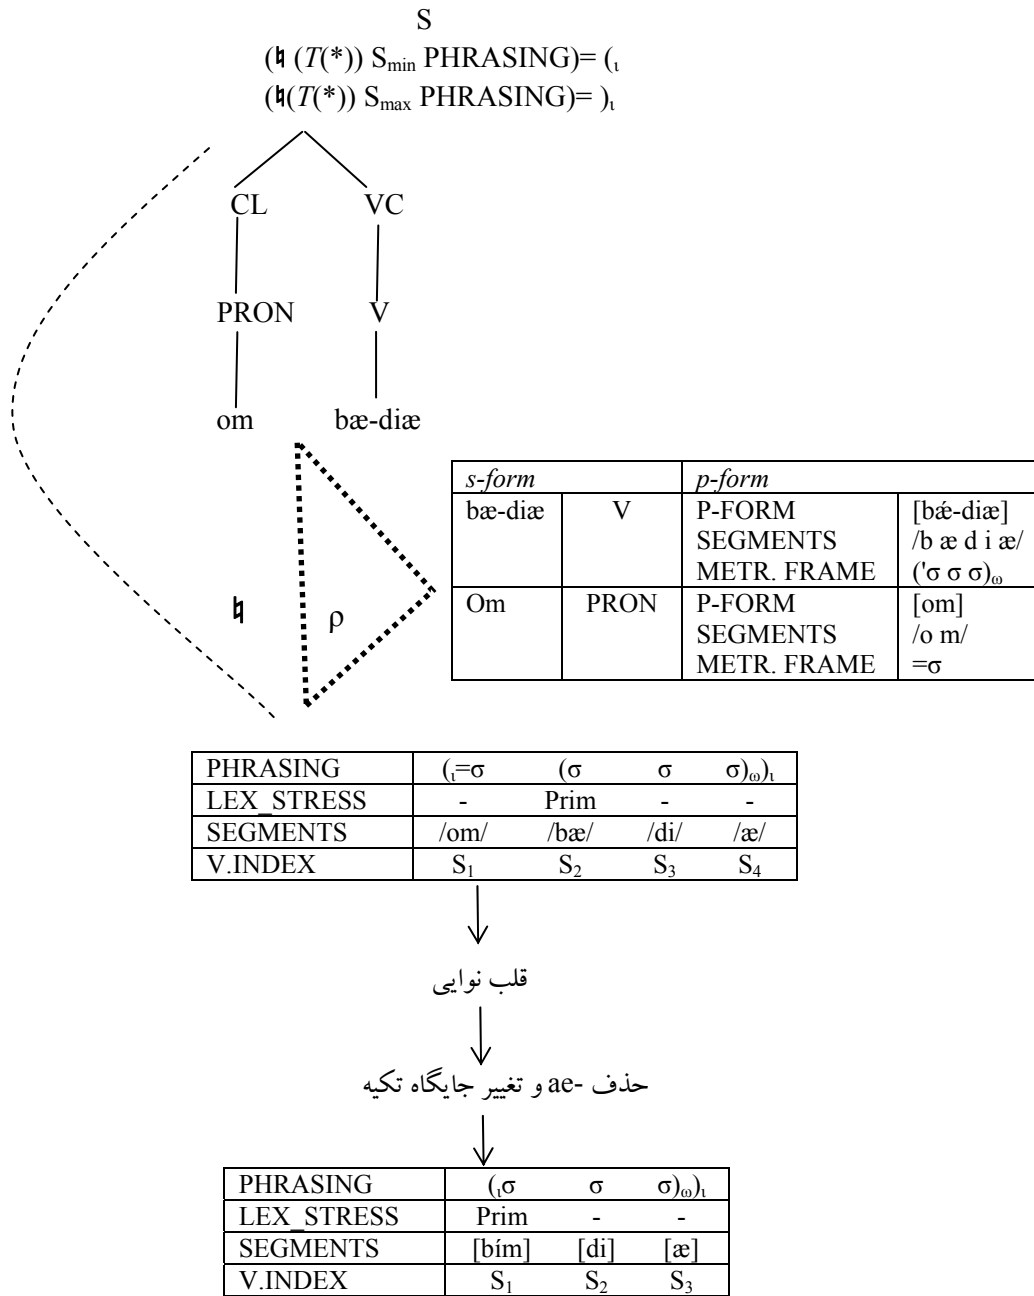 S
(♮ (T(*)) Smin PHRASING)= (ι
(♮(T(*)) Smax PHRASING)= )ι
CL VC
PRON V
om bæ-diæ
s-form p-form
bæ-diæ V P-FORM [bǽ-diæ]
SEGMENTS /b æ d i æ/
METR. FRAME ('σ σ σ)ω
Om PRON P-FORM [om]
SEGMENTS /o m/
METR. FRAME =σ
♮ ρ
PHRASING (ι=σ (σ σ σ)ω)ι
LEX_STRESS - Prim - -
SEGMENTS /om/ /bæ/ /di/ /æ/
V.INDEX S1 S2 S3 S4
قلب نوایی
حذف -ae و تغییر جایگاه تکیه
PHRASING (ισ σ σ)ω)ι
LEX_STRESS Prim - -
SEGMENTS [bím] [di] [æ]
V.INDEX S1 S2 S3